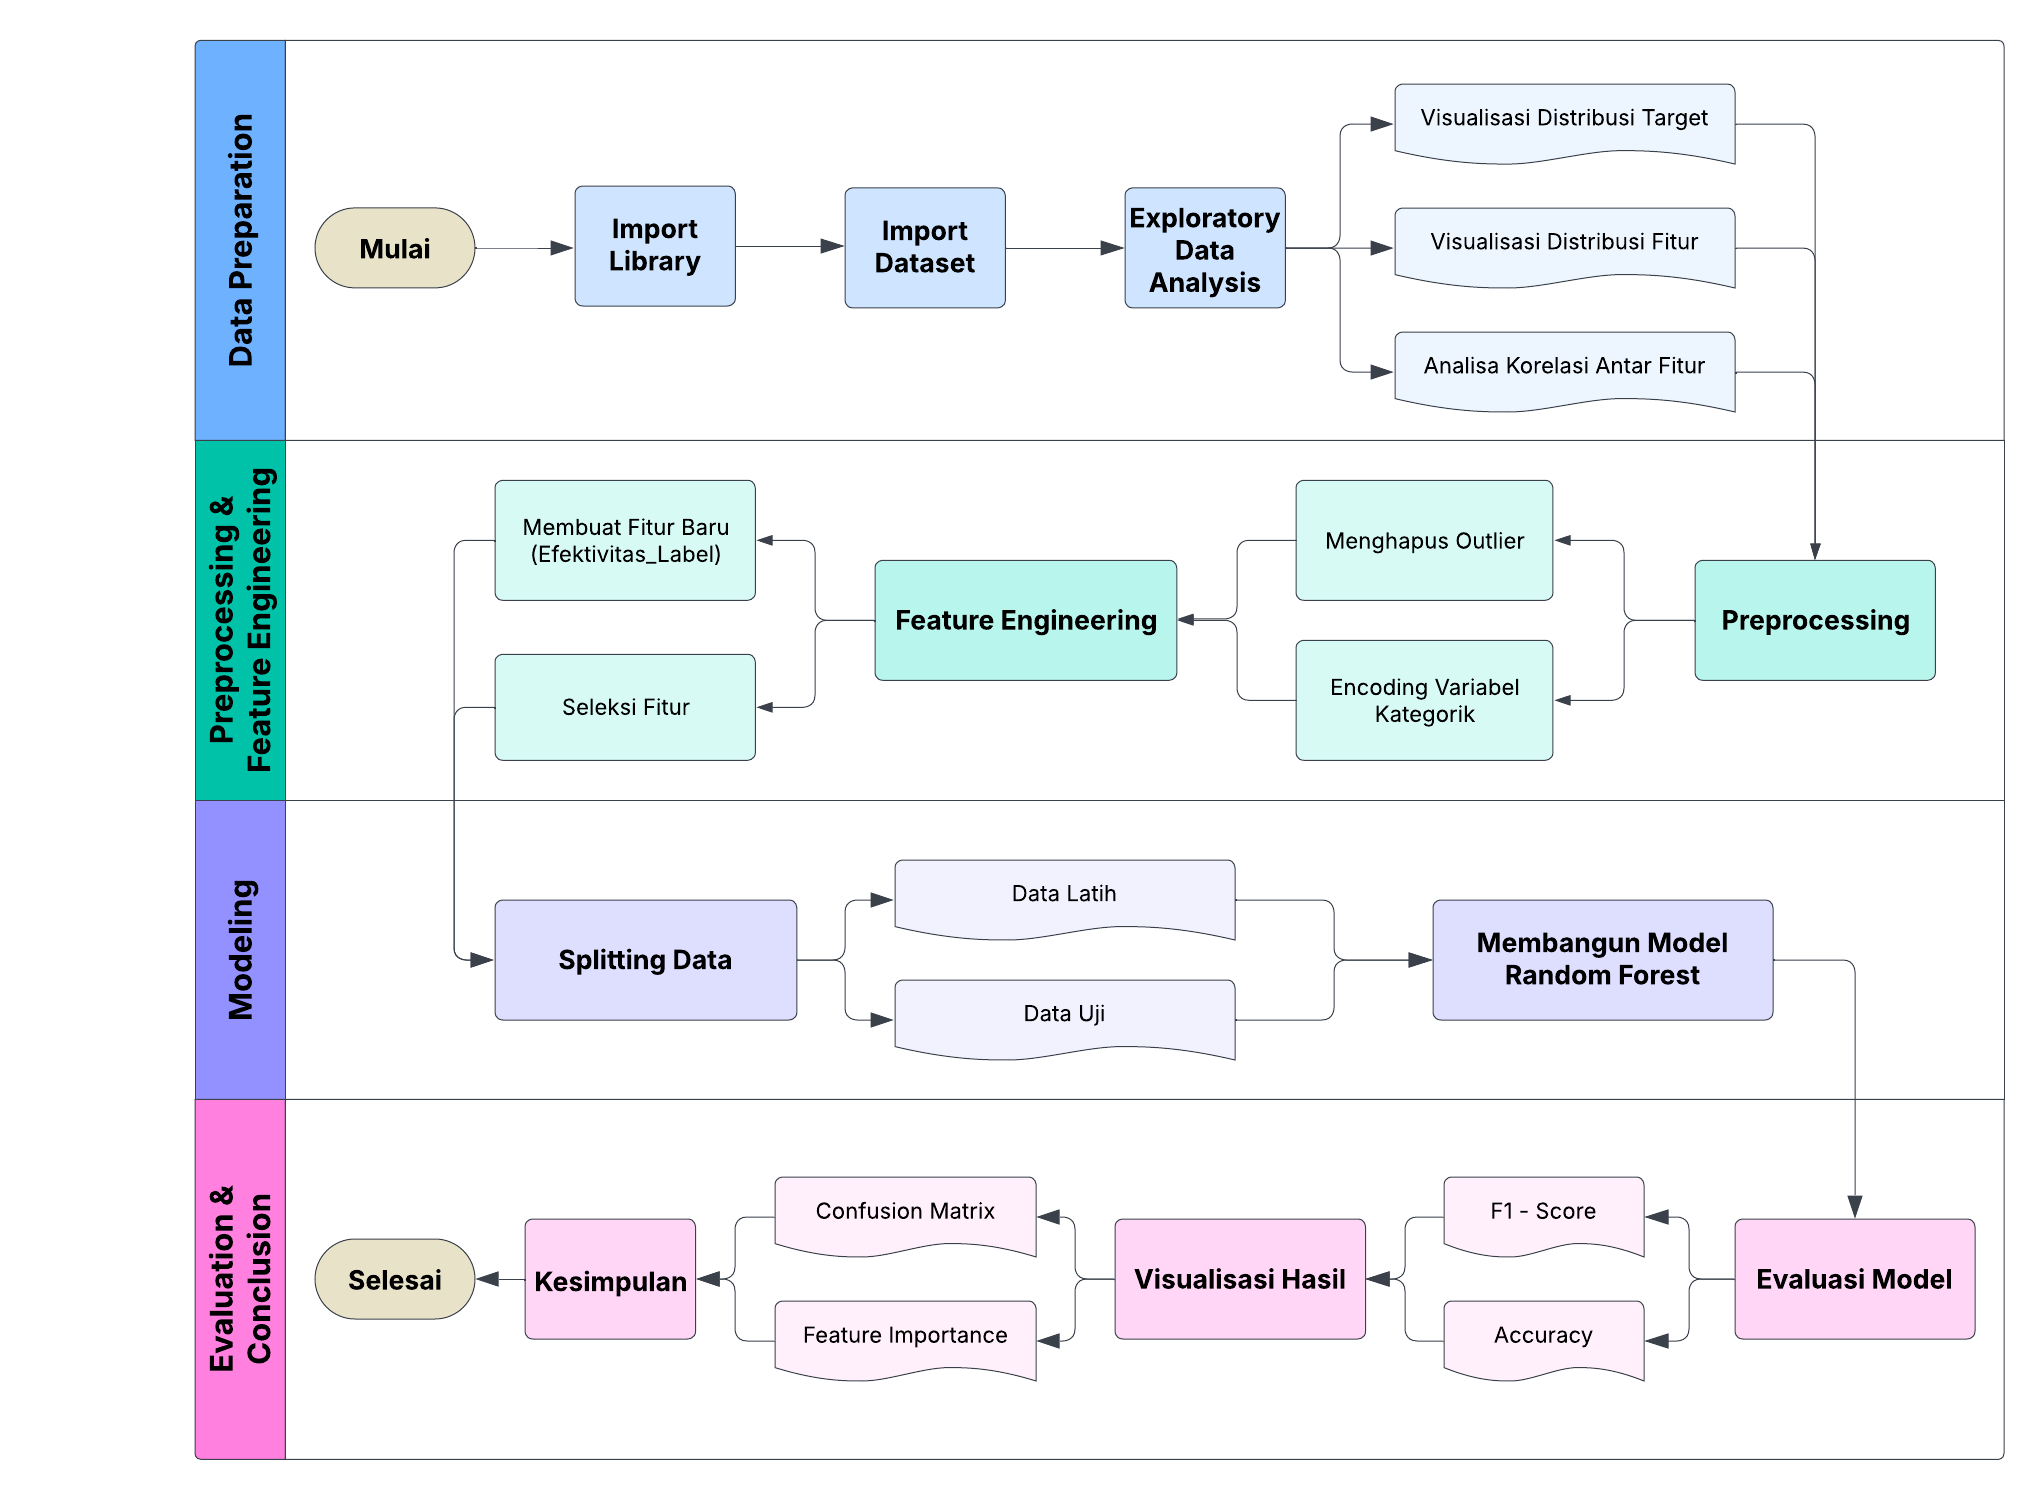 Data Preparation
Mulai
Import
Library
Import
Dataset
Exploratory
Data
Analysis
Visualisasi Distribusi Target
Visualisasi Distribusi Fitur
Analisa Korelasi Antar Fitur
Preprocessing &
Feature Engineering
Preprocessing
Menghapus Outlier
Encoding Variabel
Kategorik
Feature Engineering
Membuat Fitur Baru
(Efektivitas_Label)
Seleksi Fitur
Modeling
Splitting Data
Data Latih
Data Uji
Membangun Model
Random Forest
Evaluation &
Conclusion
Evaluasi Model
F1 - Score
Accuracy
Visualisasi Hasil
Confusion Matrix
Feature Importance
Kesimpulan
Selesai